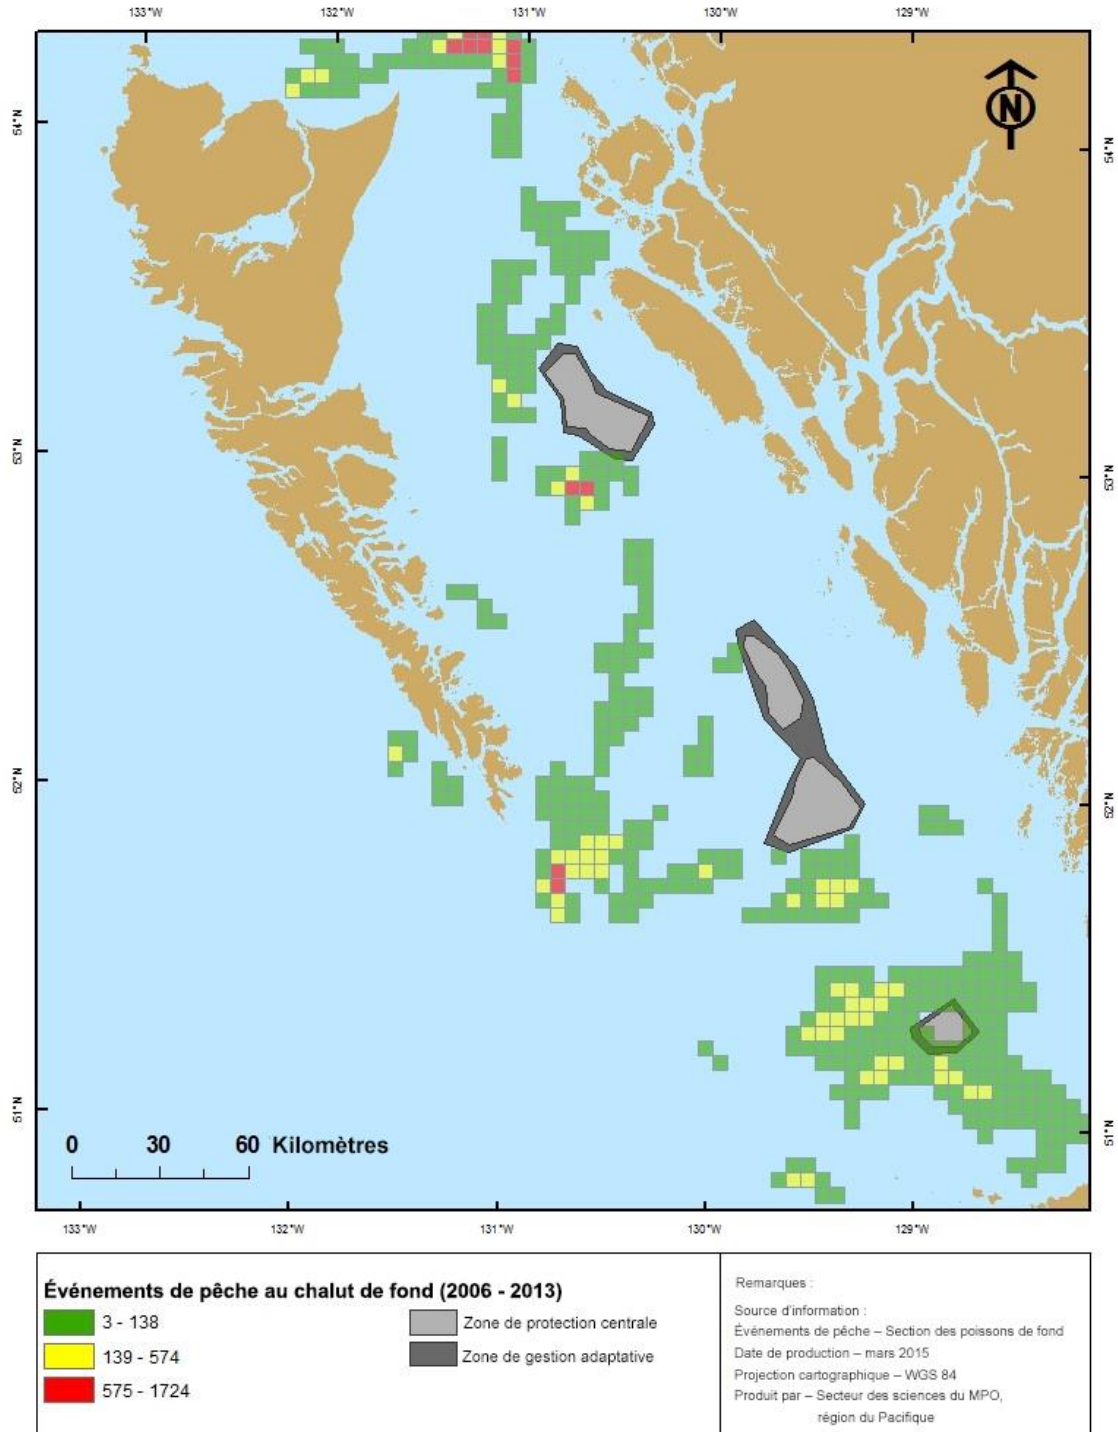 133°W 132°W 131°W 130°W 129°W
N
54°N 54°N
53°N 53°N
52°N 52°N
51°N 51°N
0 30 60 Kilomètres
133°W 132°W 131°W 130°W 129°W
Événements de pêche au chalut de fond (2006 - 2013)
3 - 138
139 - 574
575 - 1724
Zone de protection centrale
Zone de gestion adaptative
Remarques :
Source d'information :
Événements de pêche – Section des poissons de fond
Date de production – mars 2015
Projection cartographique – WGS 84
Produit par – Secteur des sciences du MPO,
région du Pacifique